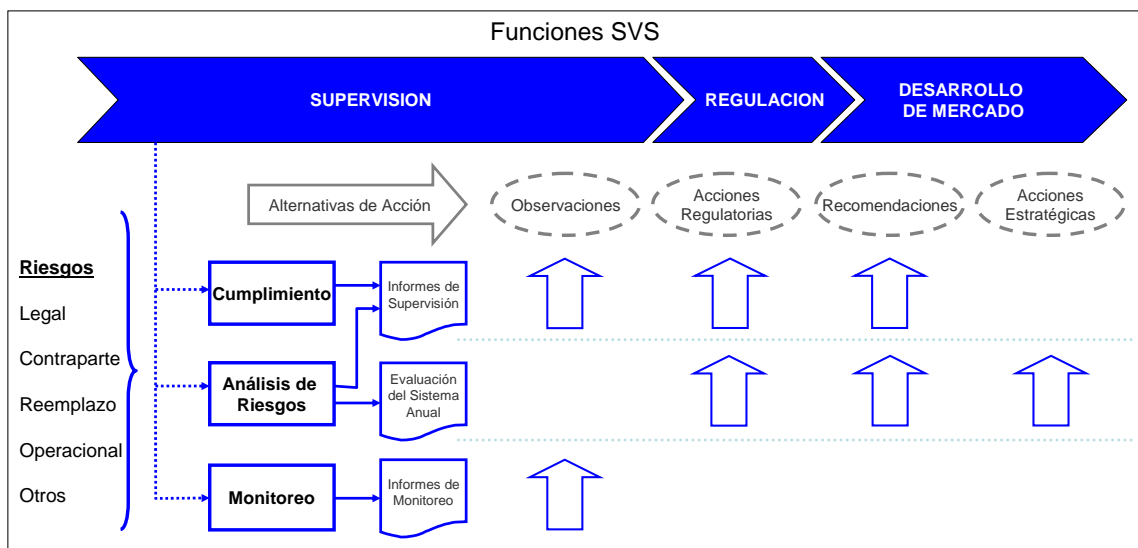 Funciones SVS
SUPERVISION
REGULACION
DESARROLLO
DE MERCADO
Alternativas de Acción
Observaciones
Acciones
Regulatorias
Recomendaciones
Acciones
Estratégicas
Riesgos
Legal
Contraparte
Reemplazo
Operacional
Otros
Cumplimiento
Informes de
Supervisión
Análisis de
Riesgos
Evaluación
del Sistema
Anual
Monitoreo
Informes de
Monitoreo